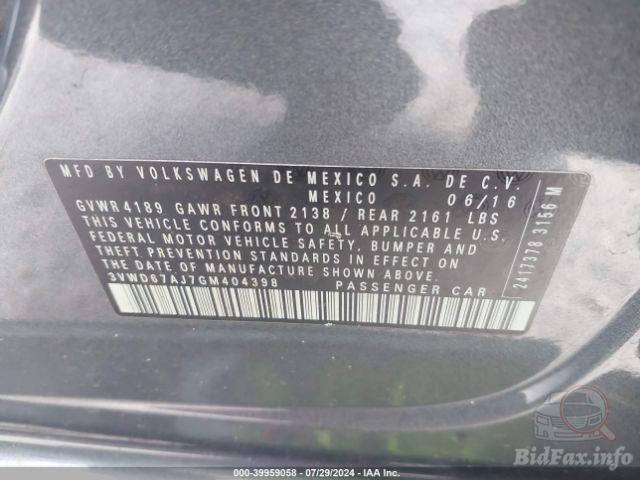 MFD BY VOLKSWAGEN DE MEXICO S.A. DE C.V.
MEXICO 06/16
GVWR 4189 GAWR FRONT 2138 / REAR 2161 LBS
THIS VEHICLE CONFORMS TO ALL APPLICABLE U.S.
FEDERAL MOTOR VEHICLE SAFETY, BUMPER AND
THEFT PREVENTION STANDARDS IN EFFECT ON
THE DATE OF MANUFACTURE SHOWN ABOVE.
3VWD67AJ7GM404398 PASSENGER CAR
2417378 3156 M
BidFax.info
000-39959058 - 07/29/2024 - IAA Inc.